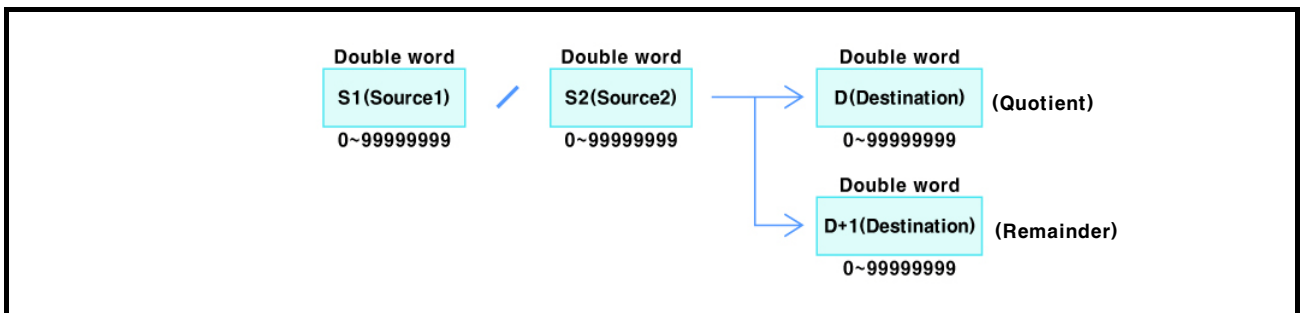 Double word Double word Double word
S1(Source1) / S2(Source2) D(Destination) (Quotient)
0~99999999 0~99999999 0~99999999
Double word
D+1(Destination) (Remainder)
0~99999999